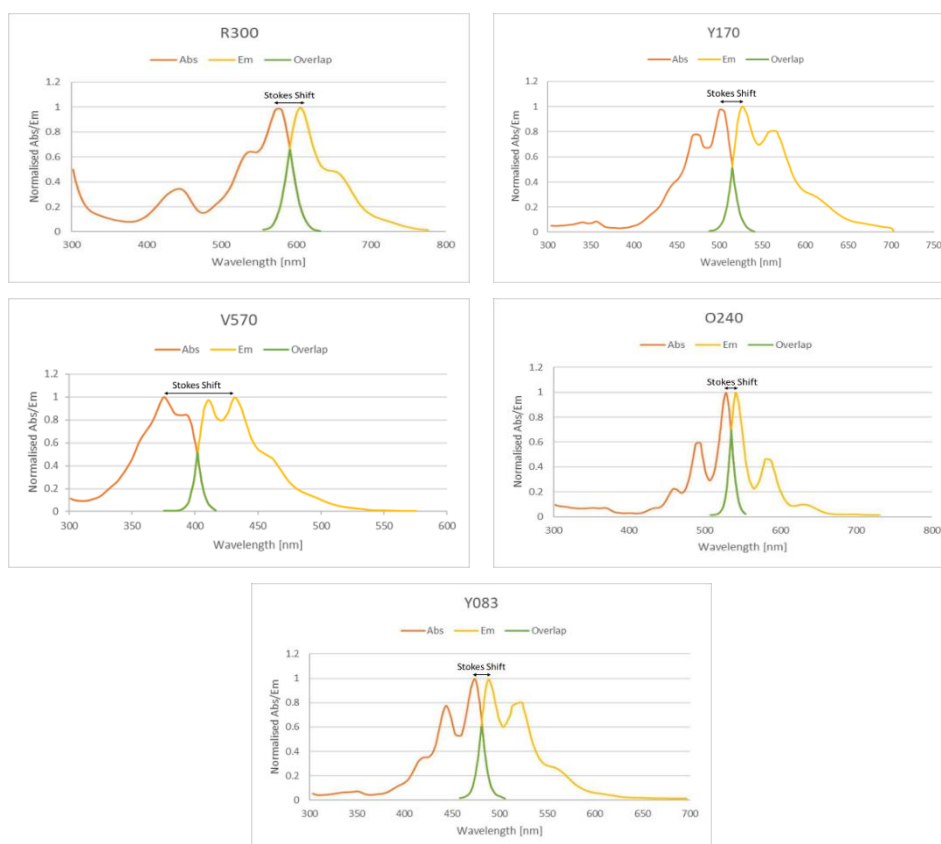 R300
Abs Em Overlap
Stokes Shift
Normalised Abs/Em
1.2
1
0.8
0.6
0.4
0.2
0
300 400 500 600 700 800
Wavelength [nm]
Y170
Abs Em Overlap
Stokes Shift
Normalised Abs/Em
1.2
1
0.8
0.6
0.4
0.2
0
300 350 400 450 500 550 600 650 700 750
Wavelength [nm]
V570
Abs Em Overlap
Stokes Shift
Normalised Abs/Em
1.2
1
0.8
0.6
0.4
0.2
0
300 350 400 450 500 550 600
Wavelength [nm]
O240
Abs Em Overlap
Stokes Shift
Normalised Abs/Em
1.2
1
0.8
0.6
0.4
0.2
0
300 400 500 600 700 800
Wavelength [nm]
Y083
Abs Em Overlap
Stokes Shift
Normalised Abs/Em
1.2
1
0.8
0.6
0.4
0.2
0
300 350 400 450 500 550 600 650 700
Wavelength [nm]